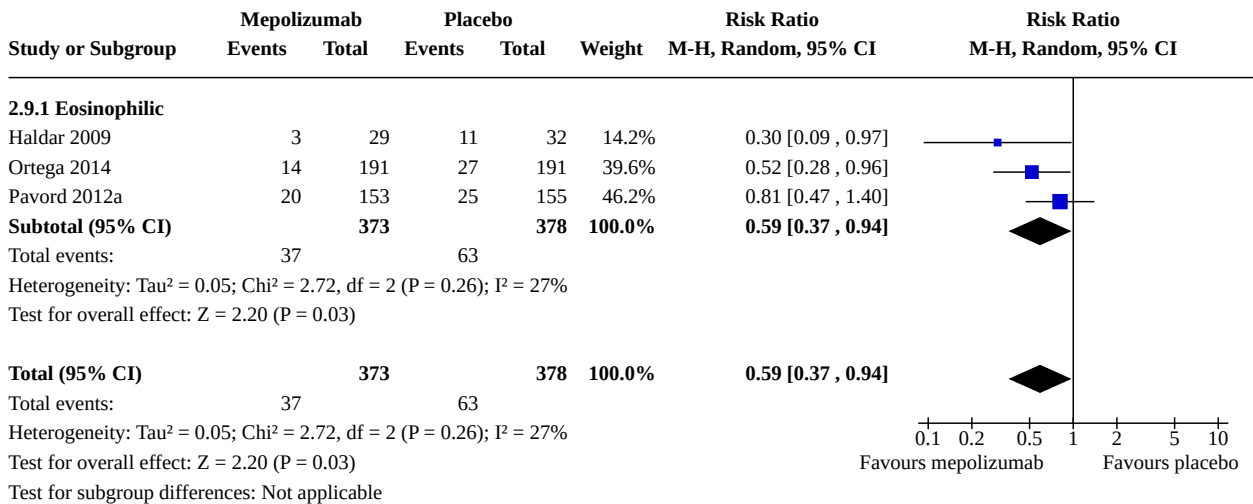 Mepolizumab Placebo Risk Ratio Risk Ratio
Study or Subgroup Events Total Events Total Weight M-H, Random, 95% CI M-H, Random, 95% CI
2.9.1 Eosinophilic
Haldar 2009 3 29 11 32 14.2% 0.30 [0.09 , 0.97]
Ortega 2014 14 191 27 191 39.6% 0.52 [0.28 , 0.96]
Pavord 2012a 20 153 25 155 46.2% 0.81 [0.47 , 1.40]
Subtotal (95% CI) 373 378 100.0% 0.59 [0.37 , 0.94]
Total events: 37 63
Heterogeneity: Tau² = 0.05; Chi² = 2.72, df = 2 (P = 0.26); I² = 27%
Test for overall effect: Z = 2.20 (P = 0.03)
Total (95% CI) 373 378 100.0% 0.59 [0.37 , 0.94]
Total events: 37 63
Heterogeneity: Tau² = 0.05; Chi² = 2.72, df = 2 (P = 0.26); I² = 27%
0.1 0.2 0.5 1 2 5 10
Test for overall effect: Z = 2.20 (P = 0.03) Favours mepolizumab Favours placebo
Test for subgroup differences: Not applicable